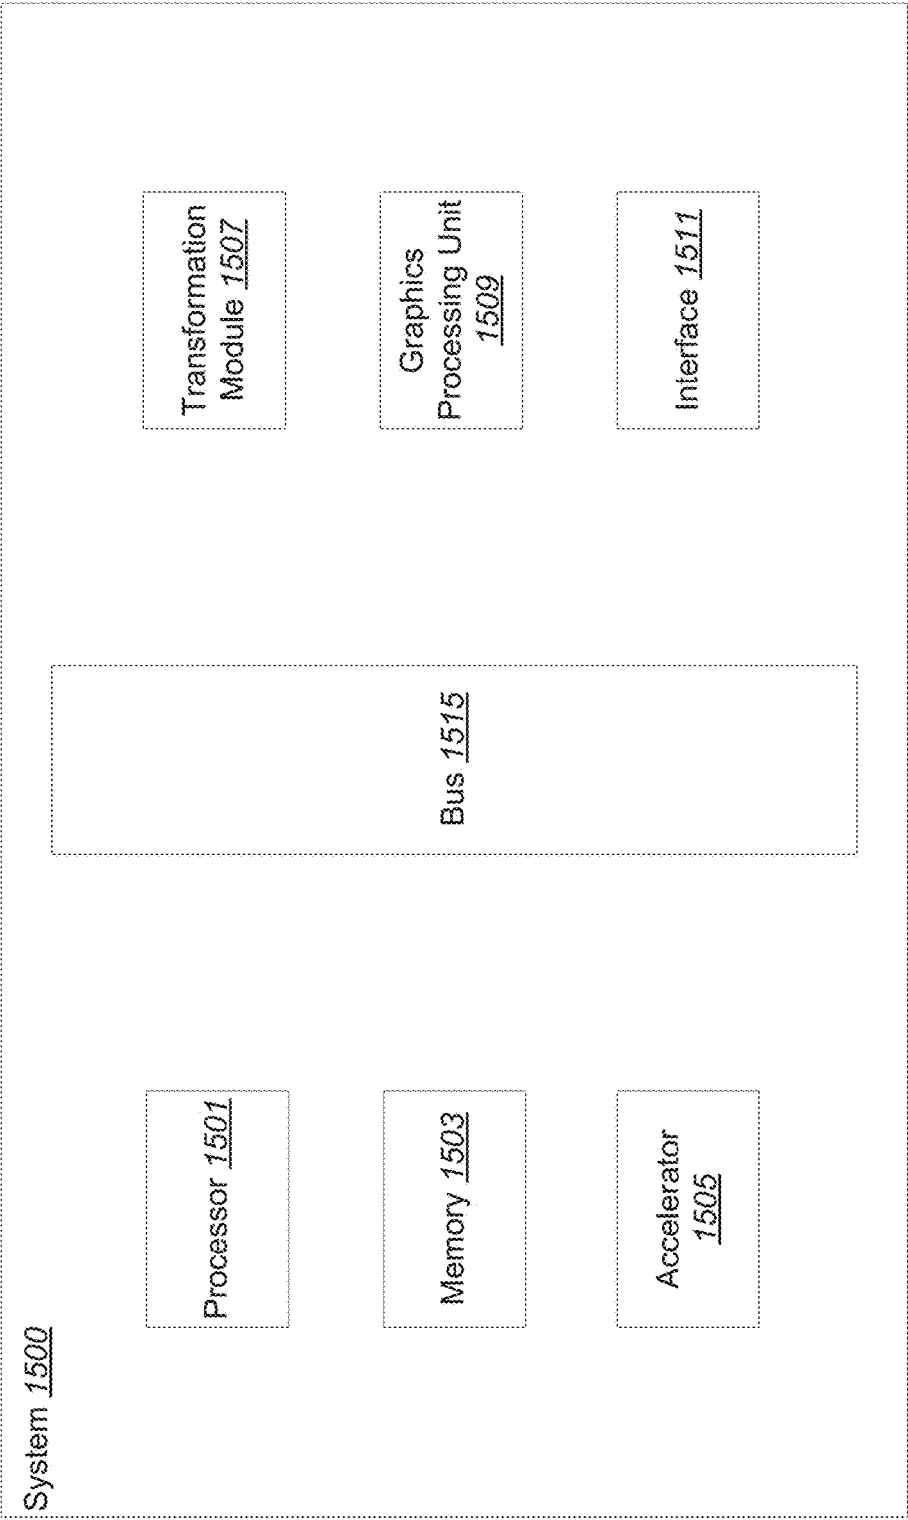 System 1500
Processor 1501
Memory 1503
Accelerator
1505
Bus 1515
Transformation
Module 1507
Graphics
Processing Unit
1509
Interface 1511